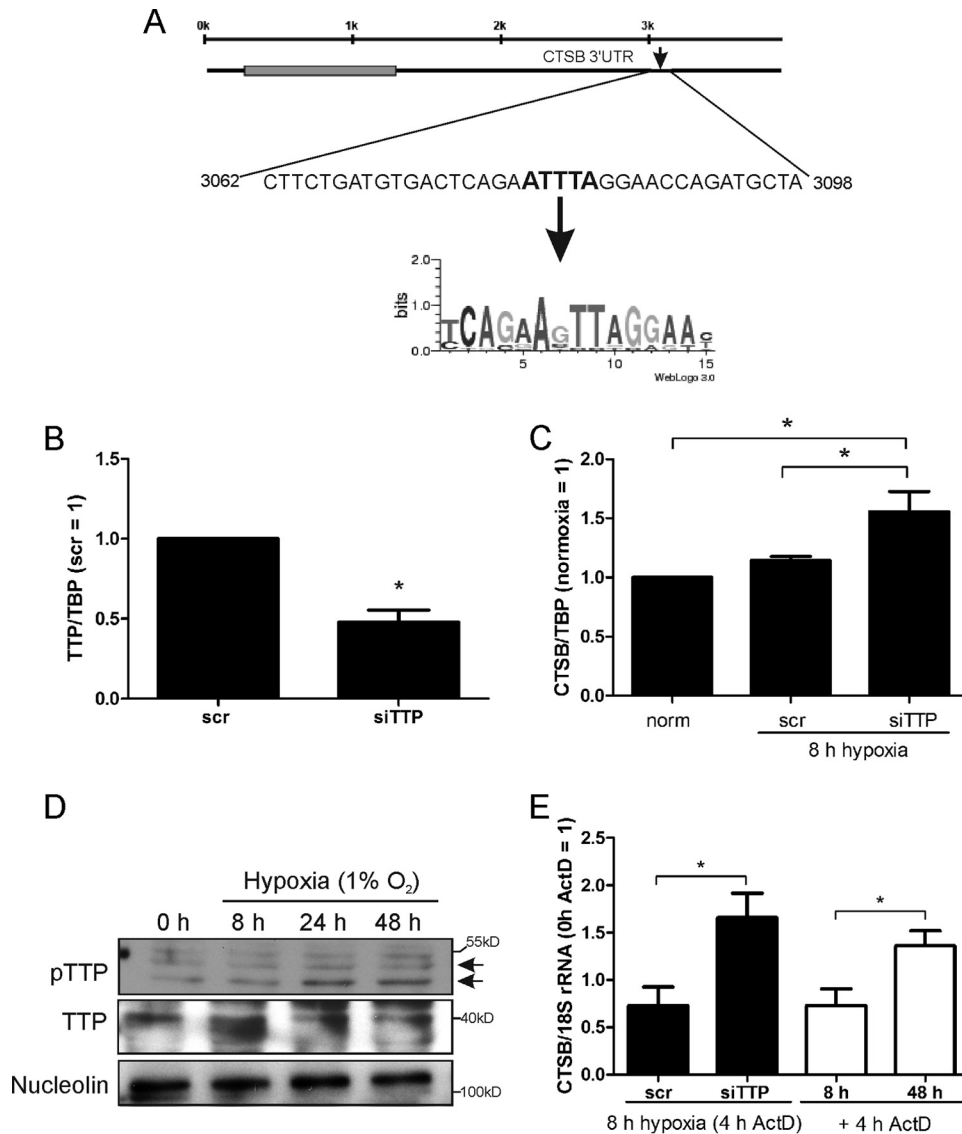 A
0k 1k 2k 3k
CTSB 3'UTR
3062 CTTCTGATGTGACTCAGAATTTAGGAACCAGATGCTA 3098
2.0
bits
1.0
0.0
TCAGAAGTTAGGAAC
5 10 15
WebLogo 3.0
B
TTP/TBP (scr = 1)
1.5
1.0
0.5
0.0
*
scr siTTP
C
CTSB/TBP (normoxia = 1)
2.0
1.5
1.0
0.5
0.0
*
*
norm scr siTTP
8 h hypoxia
D
Hypoxia (1% O₂)
0 h 8 h 24 h 48 h
pTTP 55kD
TTP 40kD
Nucleolin 100kD
E
CTSB/18S rRNA (0h ActD = 1)
2.5
2.0
1.5
1.0
0.5
0.0
*
*
scr siTTP 8 h 48 h
8 h hypoxia (4 h ActD) + 4 h ActD